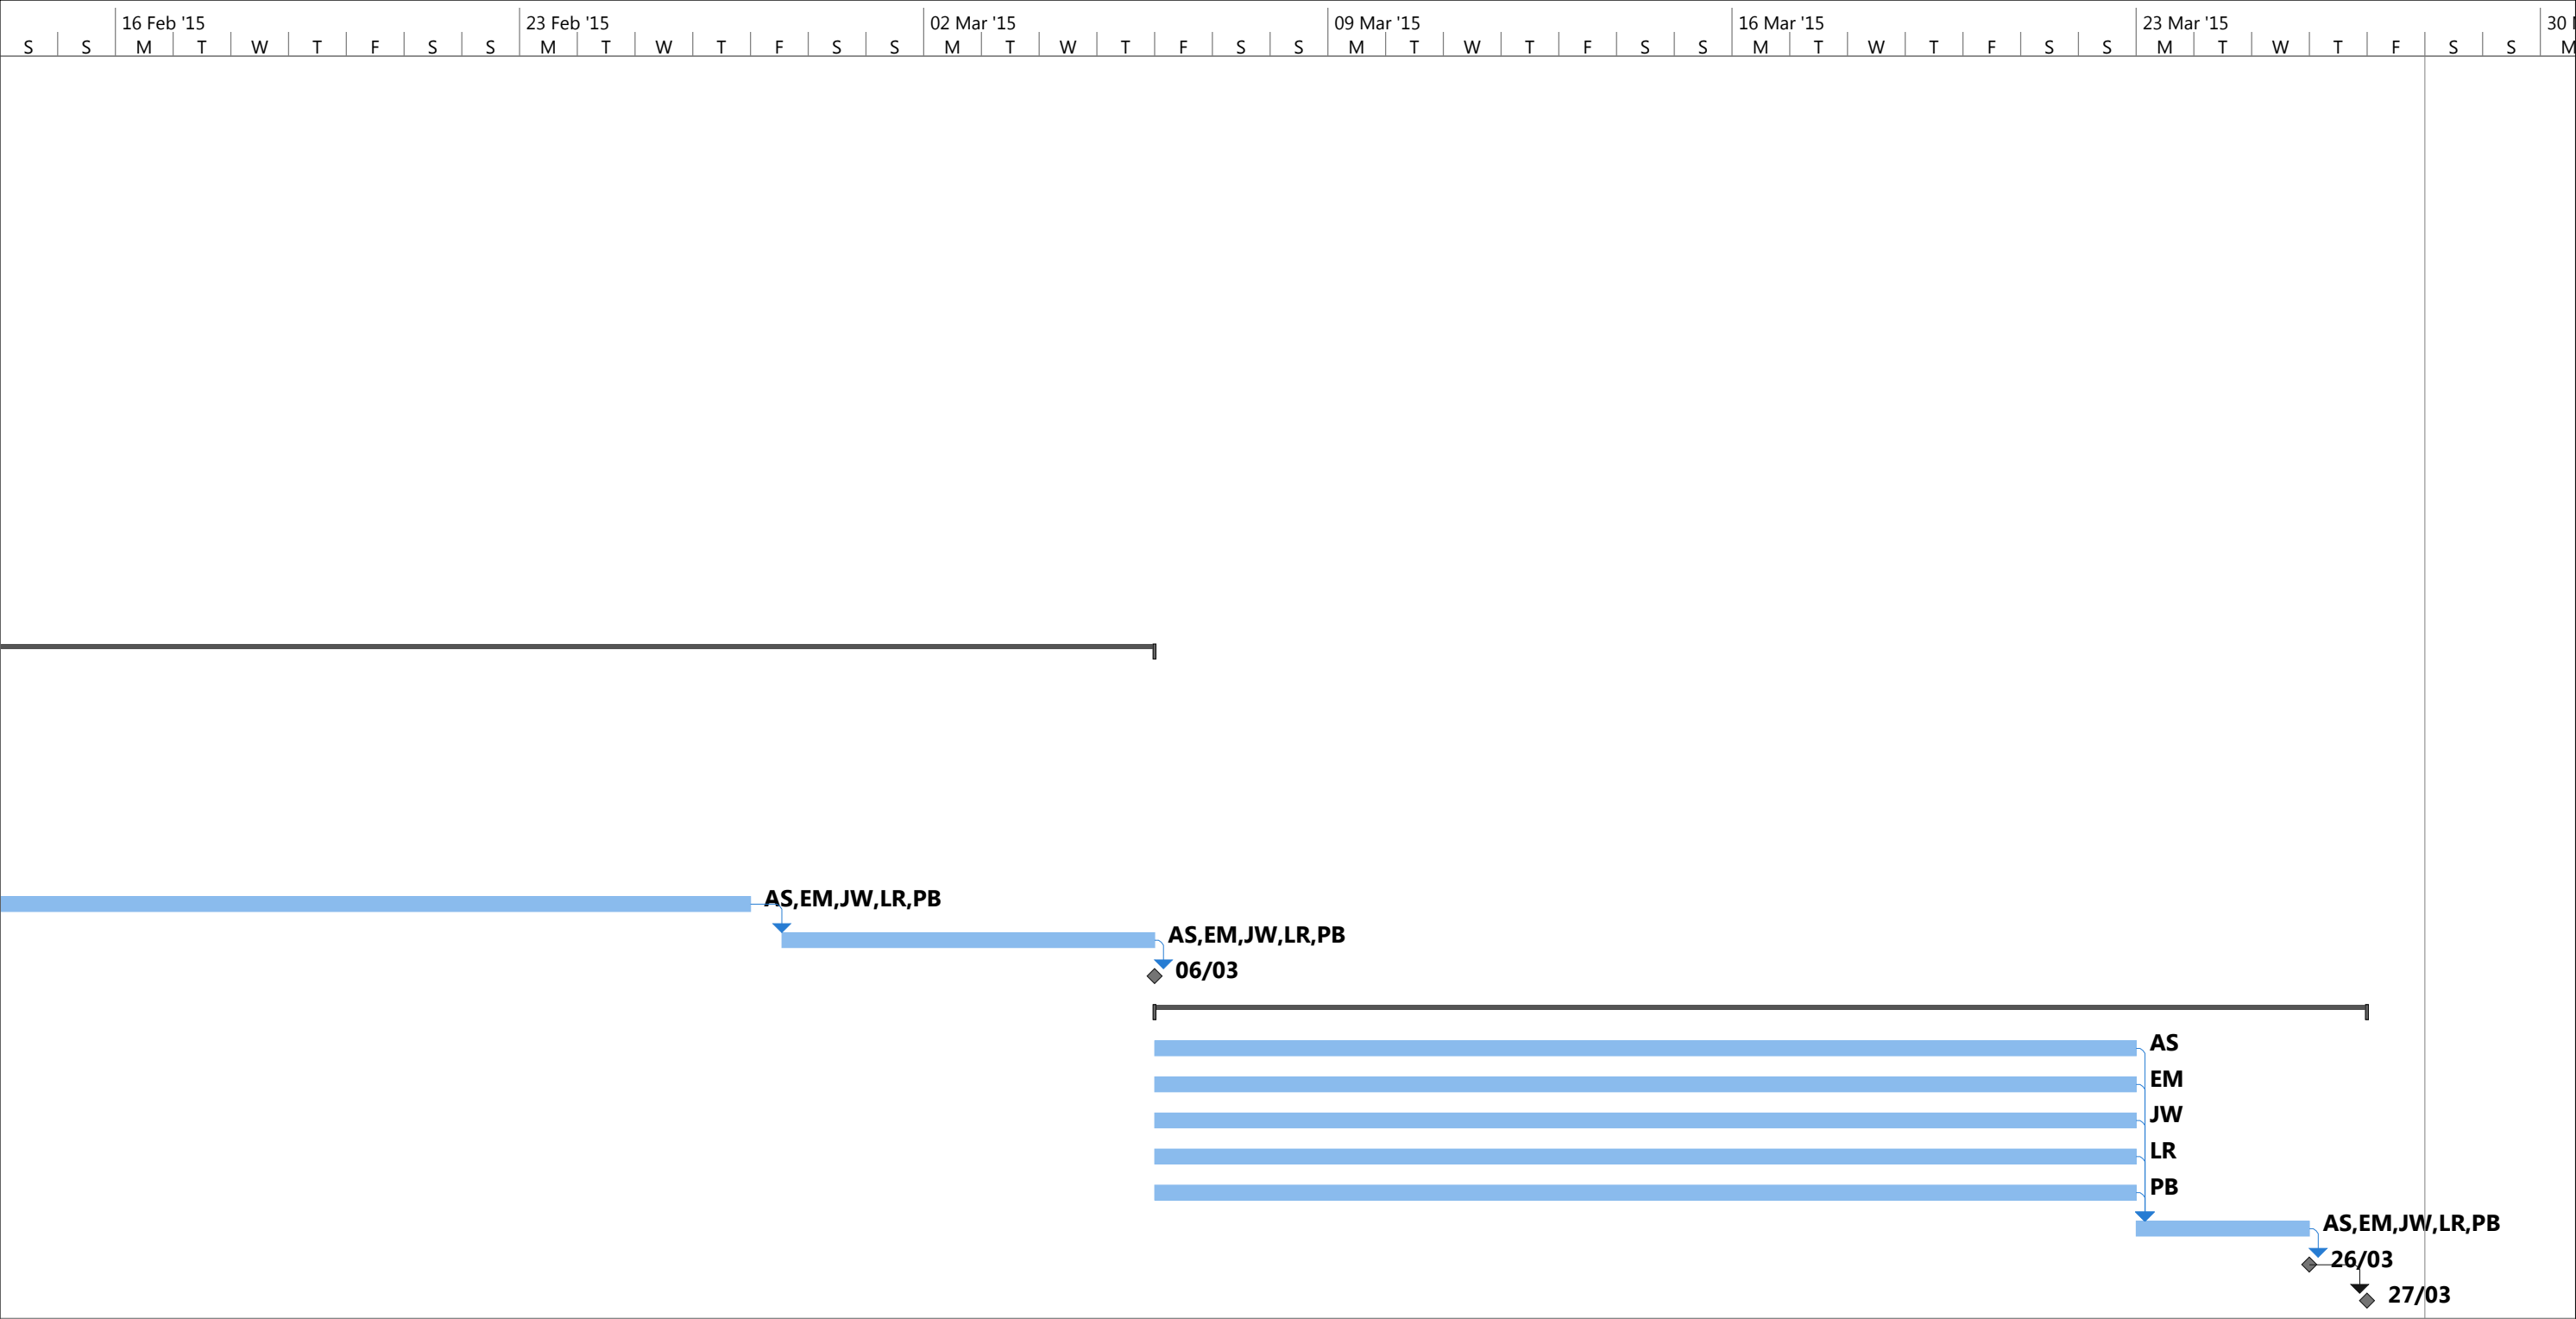 16 Feb '15 23 Feb '15 02 Mar '15 09 Mar '15 16 Mar '15 23 Mar '15 30
S S M T W T F S S M T W T F S S M T W T F S S M T W T F S S M T W T F S S M T W T F S S M
AS,EM,JW,LR,PB
AS,EM,JW,LR,PB
06/03
AS
EM
JW
LR
PB
AS,EM,JW,LR,PB
26/03
27/03